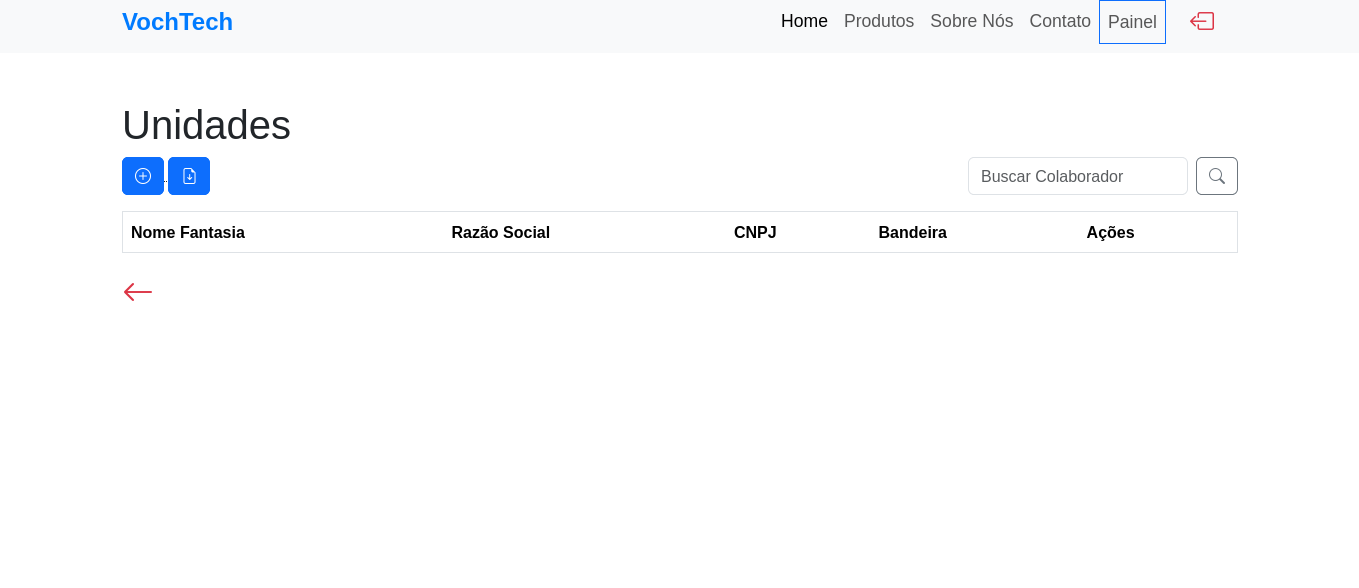 VochTech Home Produtos Sobre Nós Contato Painel
Unidades
Buscar Colaborador
Nome Fantasia Razão Social CNPJ Bandeira Ações